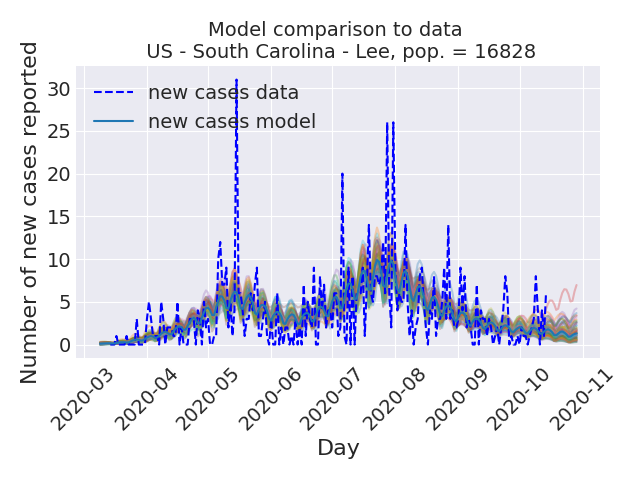 Model comparison to data
US - South Carolina - Lee, pop. = 16828
Number of new cases reported
30
25
20
15
10
5
0
new cases data
new cases model
2020-03
2020-04
2020-05
2020-06
2020-07
2020-08
2020-09
2020-10
2020-11
Day